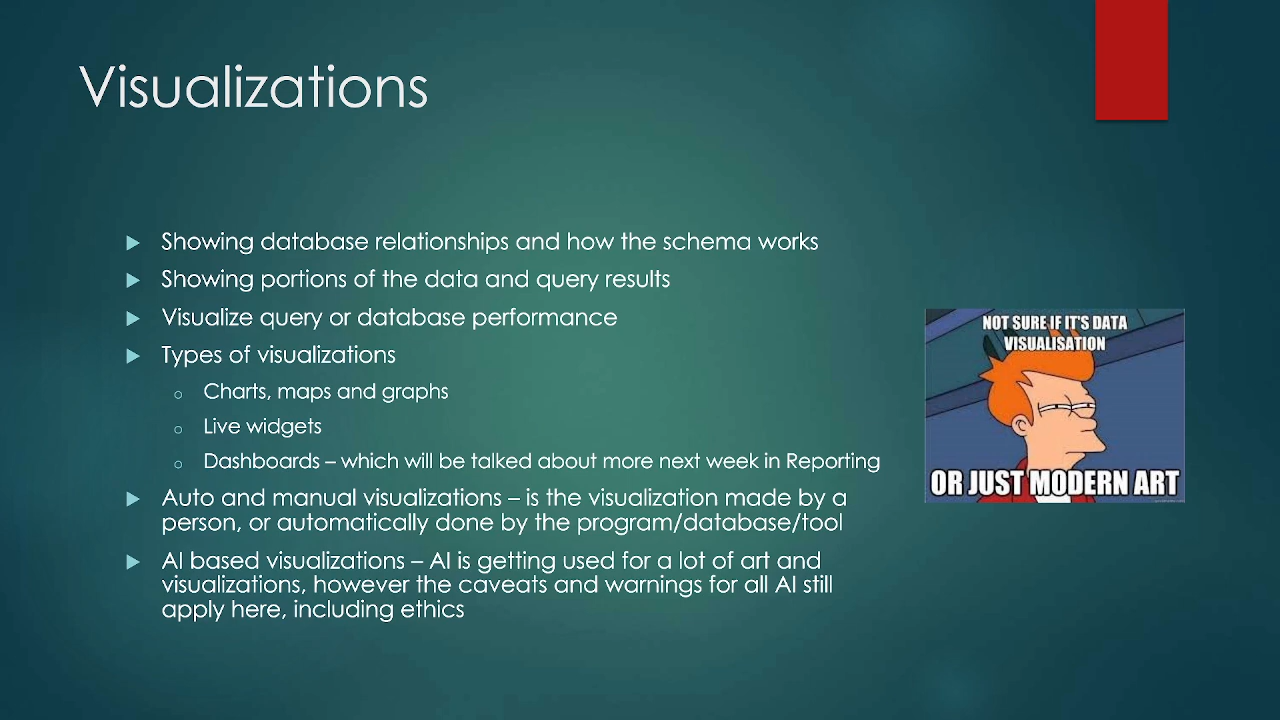 Visualizations
Showing database relationships and how the schema works
Showing portions of the data and query results
Visualize query or database performance
Types of visualizations
Charts, maps and graphs
Live widgets
Dashboards – which will be talked about more next week in Reporting
Auto and manual visualizations – is the visualization made by a
person, or automatically done by the program/database/tool
AI based visualizations – AI is getting used for a lot of art and
visualizations, however the caveats and warnings for all AI still
apply here, including ethics
NOT SURE IF IT'S DATA
VISUALISATION
OR JUST MODERN ART